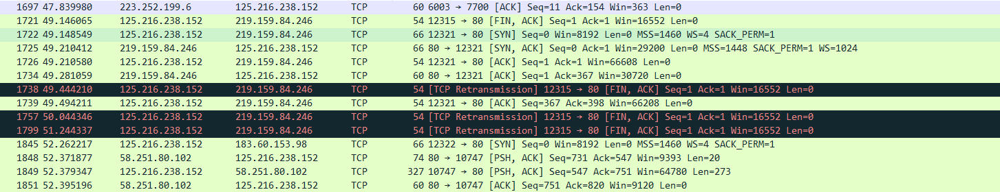 1697 47.839980 223.252.199.6 125.216.238.152 TCP 60 6003 → 7700 [ACK] Seq=11 Ack=154 Win=363 Len=0
1721 49.146065 125.216.238.152 219.159.84.246 TCP 54 12315 → 80 [FIN, ACK] Seq=1 Ack=1 Win=16552 Len=0
1722 49.148549 125.216.238.152 219.159.84.246 TCP 66 12321 → 80 [SYN] Seq=0 Win=8192 Len=0 MSS=1460 WS=4 SACK_PERM=1
1725 49.210412 219.159.84.246 125.216.238.152 TCP 66 80 → 12321 [SYN, ACK] Seq=0 Ack=1 Win=29200 Len=0 MSS=1448 SACK_PERM=1 WS=1024
1726 49.210580 125.216.238.152 219.159.84.246 TCP 54 12321 → 80 [ACK] Seq=1 Ack=1 Win=66608 Len=0
1734 49.281059 219.159.84.246 125.216.238.152 TCP 60 80 → 12321 [ACK] Seq=1 Ack=367 Win=30720 Len=0
1738 49.444210 125.216.238.152 219.159.84.246 TCP 54 [TCP Retransmission] 12315 → 80 [FIN, ACK] Seq=1 Ack=1 Win=16552 Len=0
1739 49.494211 125.216.238.152 219.159.84.246 TCP 54 12321 → 80 [ACK] Seq=367 Ack=398 Win=66208 Len=0
1757 50.044346 125.216.238.152 219.159.84.246 TCP 54 [TCP Retransmission] 12315 → 80 [FIN, ACK] Seq=1 Ack=1 Win=16552 Len=0
1799 51.244337 125.216.238.152 219.159.84.246 TCP 54 [TCP Retransmission] 12315 → 80 [FIN, ACK] Seq=1 Ack=1 Win=16552 Len=0
1845 52.262217 125.216.238.152 183.60.153.98 TCP 66 12322 → 80 [SYN] Seq=0 Win=8192 Len=0 MSS=1460 WS=4 SACK_PERM=1
1848 52.371877 58.251.80.102 125.216.238.152 TCP 74 80 → 10747 [PSH, ACK] Seq=731 Ack=547 Win=9393 Len=20
1849 52.379347 125.216.238.152 58.251.80.102 TCP 327 10747 → 80 [PSH, ACK] Seq=547 Ack=751 Win=64780 Len=273
1851 52.395196 58.251.80.102 125.216.238.152 TCP 60 80 → 10747 [ACK] Seq=751 Ack=820 Win=9120 Len=0